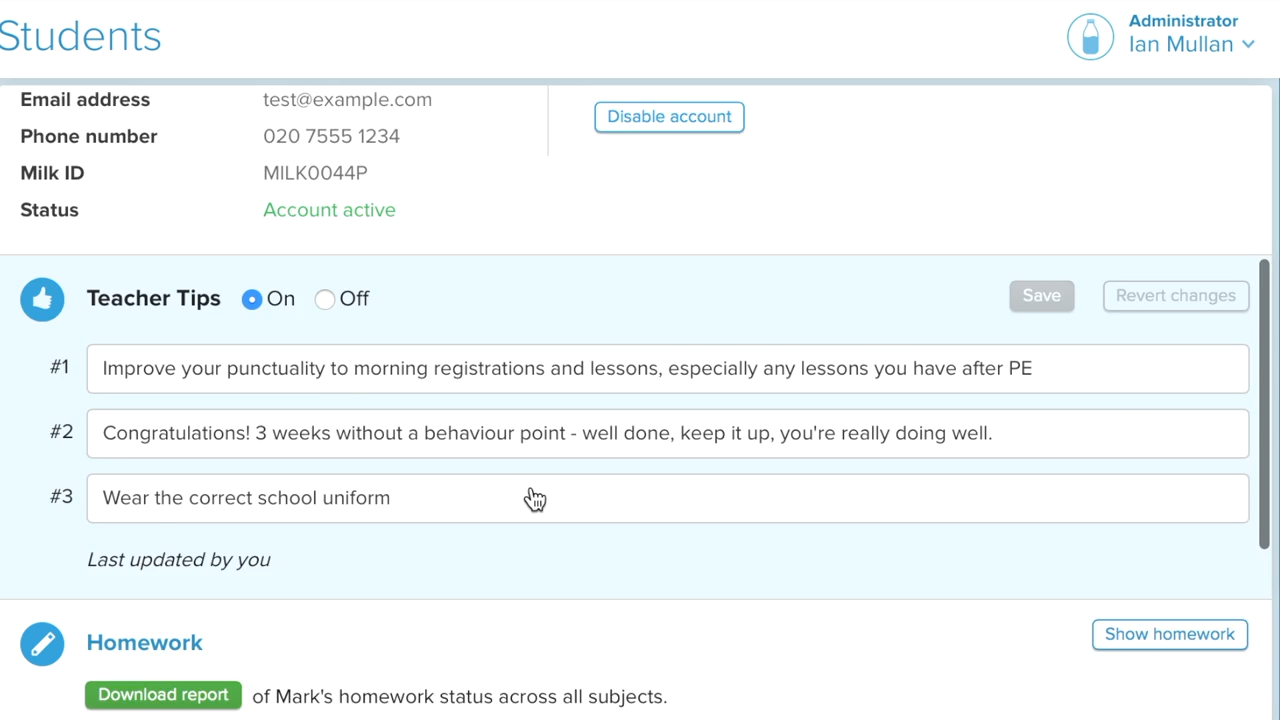 Students
Administrator
Ian Mullan
Email address test@example.com
Disable account
Phone number 020 7555 1234
Milk ID MILK0044P
Status Account active
Teacher Tips On Off Save Revert changes
#1 Improve your punctuality to morning registrations and lessons, especially any lessons you have after PE
#2 Congratulations! 3 weeks without a behaviour point - well done, keep it up, you're really doing well.
#3 Wear the correct school uniform
Last updated by you
Homework Show homework
Download report of Mark's homework status across all subjects.